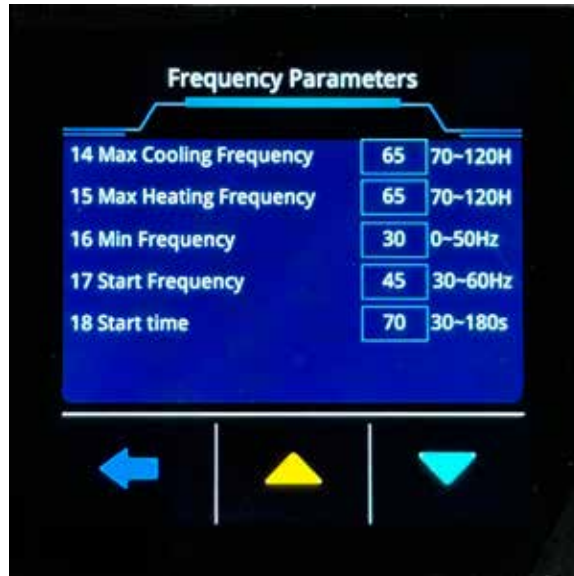 Frequency Parameters
14 Max Cooling Frequency 65 70~120H
15 Max Heating Frequency 65 70~120H
16 Min Frequency 30 0~50Hz
17 Start Frequency 45 30~60Hz
18 Start time 70 30~180s